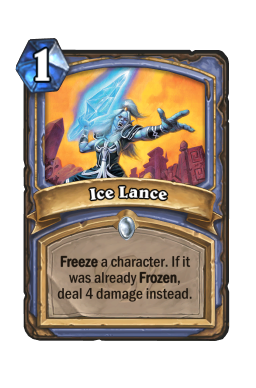 1
Ice Lance
Freeze a character. If it
was already Frozen,
deal 4 damage instead.